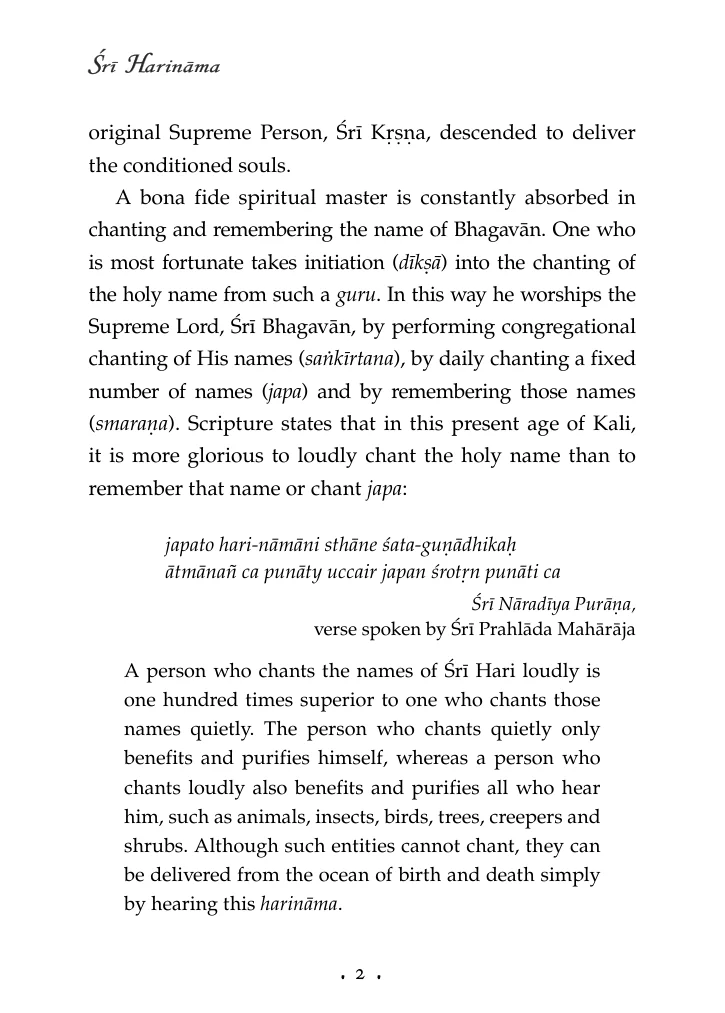 Śrī Harināma
original Supreme Person, Śrī Kṛṣṇa, descended to deliver
the conditioned souls.
A bona fide spiritual master is constantly absorbed in
chanting and remembering the name of Bhagavān. One who
is most fortunate takes initiation (dīkṣā) into the chanting of
the holy name from such a guru. In this way he worships the
Supreme Lord, Śrī Bhagavān, by performing congregational
chanting of His names (saṅkīrtana), by daily chanting a fixed
number of names (japa) and by remembering those names
(smaraṇa). Scripture states that in this present age of Kali,
it is more glorious to loudly chant the holy name than to
remember that name or chant japa:
japato hari-nāmāni sthāne śata-guṇādhikaḥ
ātmānañ ca punāty uccair japan śrotṛn punāti ca
Śrī Nāradīya Purāṇa,
verse spoken by Śrī Prahlāda Mahārāja
A person who chants the names of Śrī Hari loudly is
one hundred times superior to one who chants those
names quietly. The person who chants quietly only
benefits and purifies himself, whereas a person who
chants loudly also benefits and purifies all who hear
him, such as animals, insects, birds, trees, creepers and
shrubs. Although such entities cannot chant, they can
be delivered from the ocean of birth and death simply
by hearing this harināma.
. 2 .